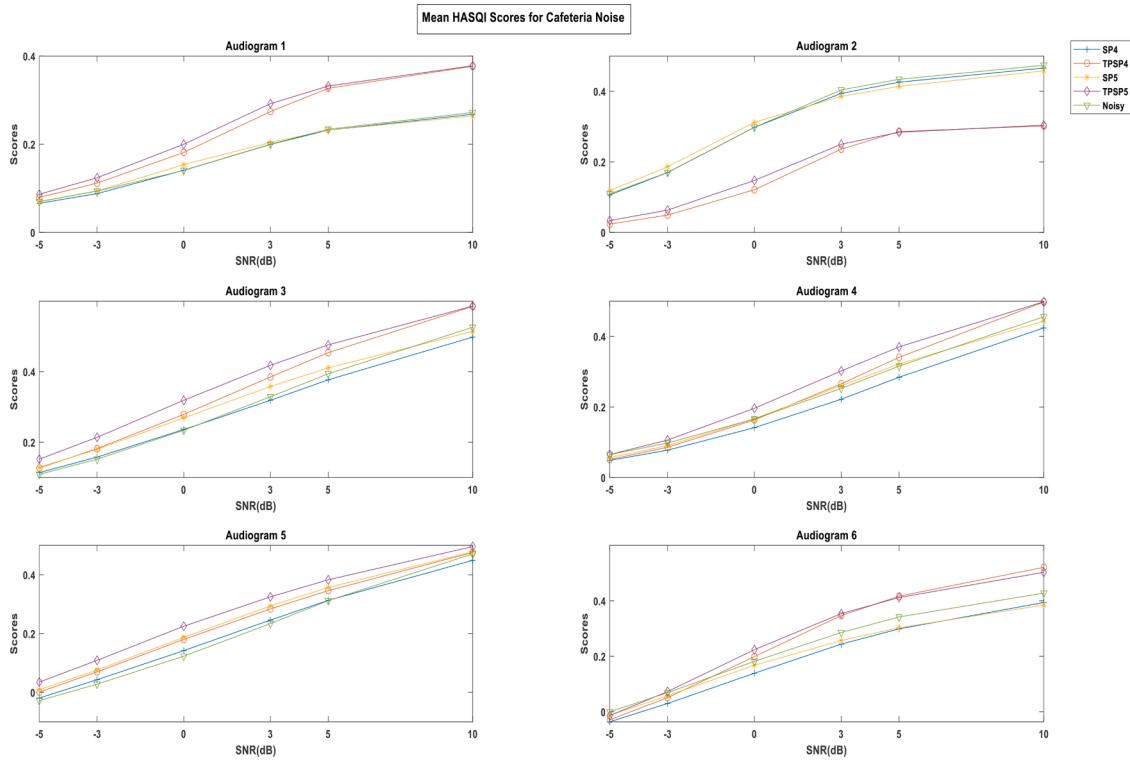 Mean HASQI Scores for Cafeteria Noise
Audiogram 1
0.4
0.2
0
Scores
-5 -3 0 3 5 10
SNR(dB)
Audiogram 2
0.4
0.2
0
Scores
-5 -3 0 3 5 10
SNR(dB)
SP4
TPSP4
SP5
TPSP5
Noisy
Audiogram 3
0.4
0.2
Scores
-5 -3 0 3 5 10
SNR(dB)
Audiogram 4
0.4
0.2
0
Scores
-5 -3 0 3 5 10
SNR(dB)
Audiogram 5
0.4
0.2
0
Scores
-5 -3 0 3 5 10
SNR(dB)
Audiogram 6
0.4
0.2
0
Scores
-5 -3 0 3 5 10
SNR(dB)